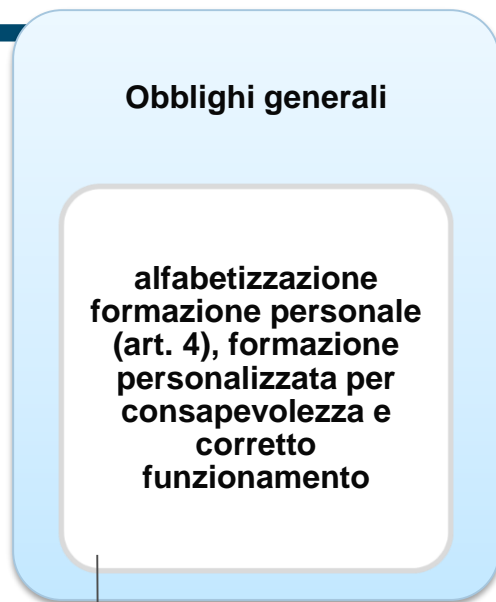 Obblighi generali
alfabetizzazione
formazione personale
(art. 4), formazione
personalizzata per
consapevolezza e
corretto
funzionamento